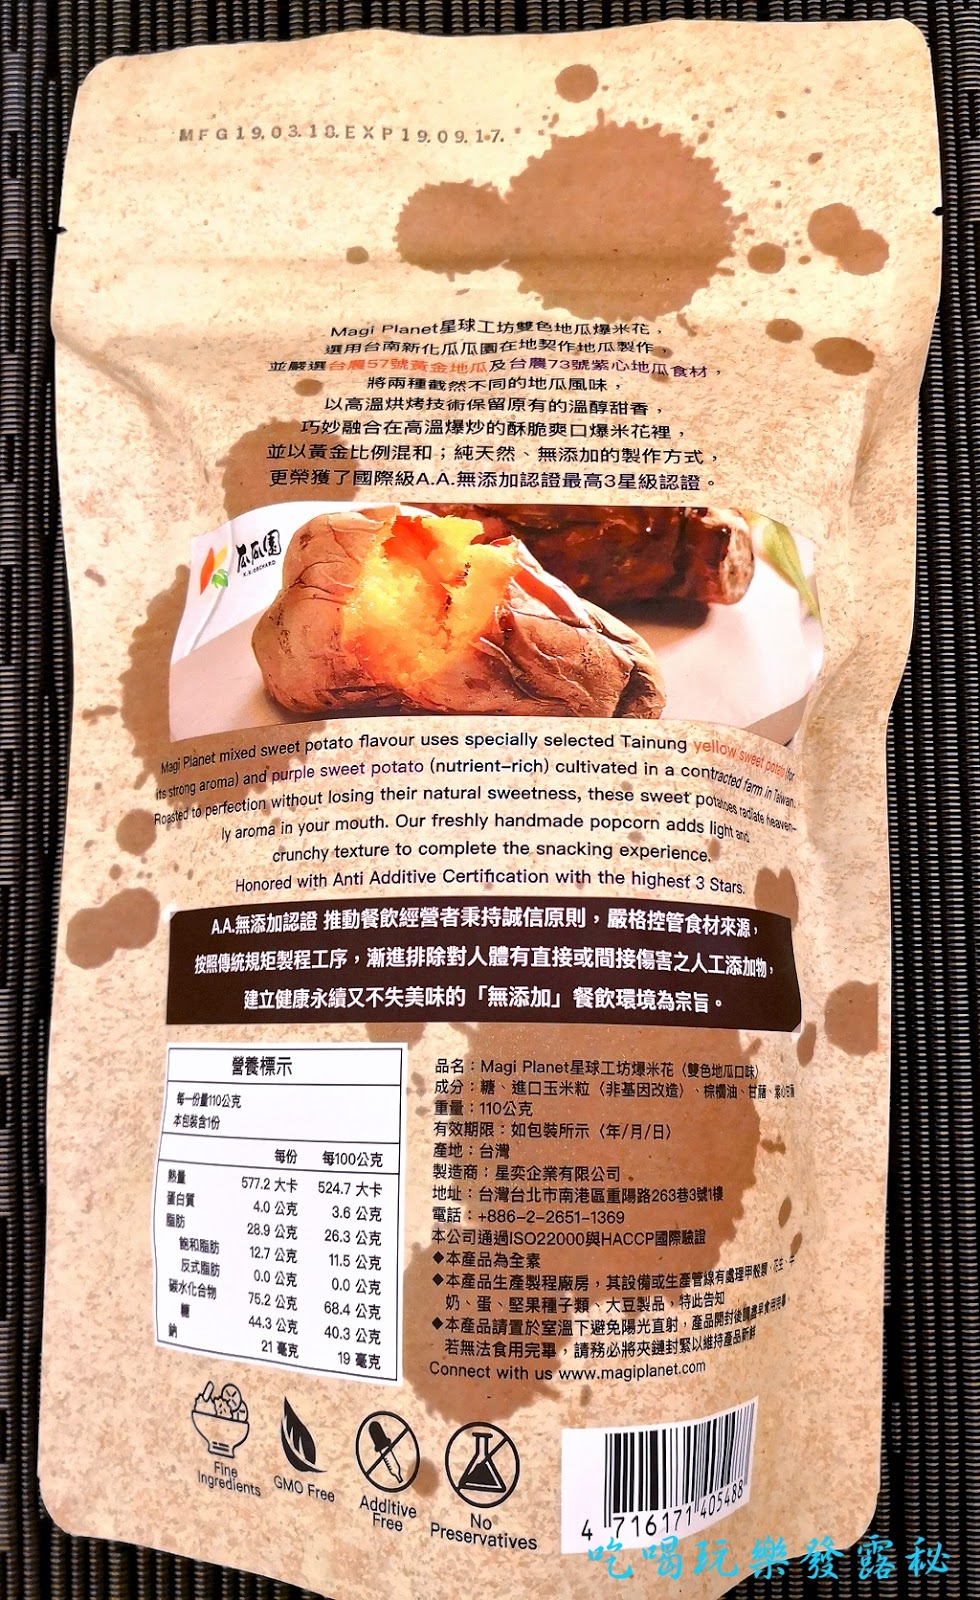 MFG19.03.18.EXP19.09.17.
Magi Planet星球工坊雙色地瓜爆米花，
選用台南新化瓜瓜園在地契作地瓜製作，
並嚴選台農57號黃金地瓜及台農73號紫心地瓜食材，
將兩種截然不同的地瓜風味，
以高溫烘烤技術保留原有的溫醇甜香，
巧妙融合在高溫爆炒的酥脆爽口爆米花裡，
並以黃金比例混和；純天然、無添加的製作方式，
更榮獲了國際級A.A.無添加認證最高3星級認證。
瓜瓜園
K.K.ORCHARD
Magi Planet mixed sweet potato flavour uses specially selected Tainung yellow sweet potato (for
its strong aroma) and purple sweet potato (nutrient-rich) cultivated in a contracted farm in Taiwan.
Roasted to perfection without losing their natural sweetness, these sweet potatoes radiate heaven-
ly aroma in your mouth. Our freshly handmade popcorn adds light and
crunchy texture to complete the snacking experience.
Honored with Anti Additive Certification with the highest 3 Stars.
A.A.無添加認證 推動餐飲經營者秉持誠信原則，嚴格控管食材來源，
按照傳統規矩製程工序，漸進排除對人體有直接或間接傷害之人工添加物，
建立健康永續又不失美味的「無添加」餐飲環境為宗旨。
營養標示
每一份量110公克
本包裝含1份
每份 每100公克
熱量 577.2 大卡 524.7 大卡
蛋白質 4.0 公克 3.6 公克
脂肪 28.9 公克 26.3 公克
飽和脂肪 12.7 公克 11.5 公克
反式脂肪 0.0 公克 0.0 公克
碳水化合物 75.2 公克 68.4 公克
糖 44.3 公克 40.3 公克
鈉 21 毫克 19 毫克
品名：Magi Planet星球工坊爆米花〈雙色地瓜口味〉
成分：糖、進口玉米粒〈非基因改造〉、棕櫚油、甘藷、紫心甘藷
重量：110公克
有效期限：如包裝所示〈年/月/日〉
產地：台灣
製造商：星奕企業有限公司
地址：台灣台北市南港區重陽路263巷3號1樓
電話：+886-2-2651-1369
本公司通過ISO22000與HACCP國際驗證
◆本產品為全素
◆本產品生產製程廠房，其設備或生產管線有處理甲殼類、花生、牛
奶、蛋、堅果種子類、大豆製品，特此告知
◆本產品請置於室溫下避免陽光直射，產品開封後請盡早食用完畢，
若無法食用完畢，請務必將夾鏈封緊以維持產品新鮮
Connect with us www.magiplanet.com
Fine
Ingredients
GMO Free
Additive
Free
No
Preservatives
4 716171 405488
吃喝玩樂發露秘